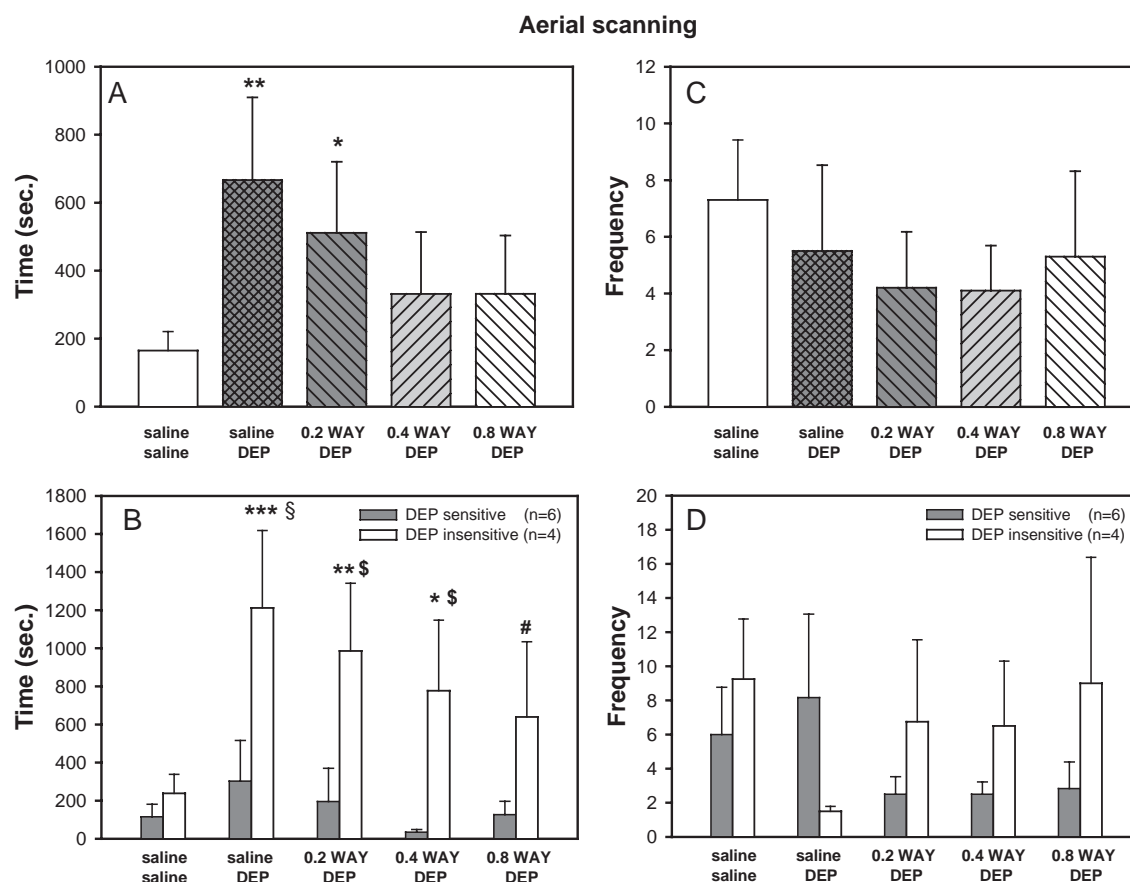 Aerial scanning
A
Time (sec.)
1000
800
600
400
200
0
**
*
saline saline 0.2 WAY 0.4 WAY 0.8 WAY
saline DEP DEP DEP DEP
C
Frequency
12
10
8
6
4
2
0
saline saline 0.2 WAY 0.4 WAY 0.8 WAY
saline DEP DEP DEP DEP
B
Time (sec.)
1800
1600
1400
1200
1000
800
600
400
200
0
DEP sensitive (n=6)
DEP insensitive (n=4)
*** §
** $
* $
#
saline saline 0.2 WAY 0.4 WAY 0.8 WAY
saline DEP DEP DEP DEP
D
Frequency
20
18
16
14
12
10
8
6
4
2
0
DEP sensitive (n=6)
DEP insensitive (n=4)
saline saline 0.2 WAY 0.4 WAY 0.8 WAY
saline DEP DEP DEP DEP